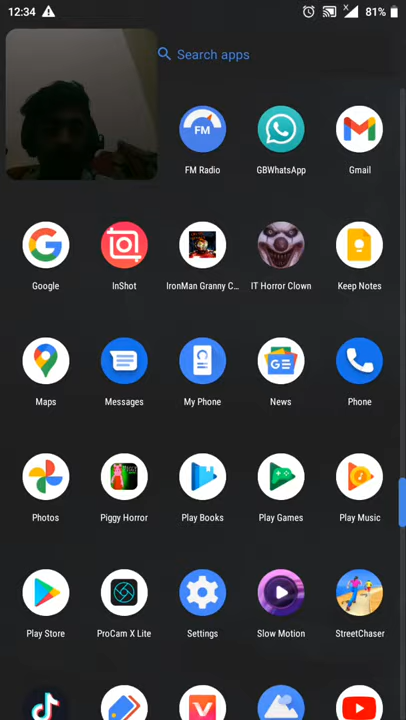 12:34
X
81%
Search apps
FM
FM Radio
GBWhatsApp
Gmail
Google
InShot
IronMan Granny C...
IT Horror Clown
Keep Notes
GE
Maps
Messages
My Phone
News
Phone
Photos
Piggy Horror
Play Books
Play Games
Play Music
Play Store
ProCam X Lite
Settings
Slow Motion
StreetChaser